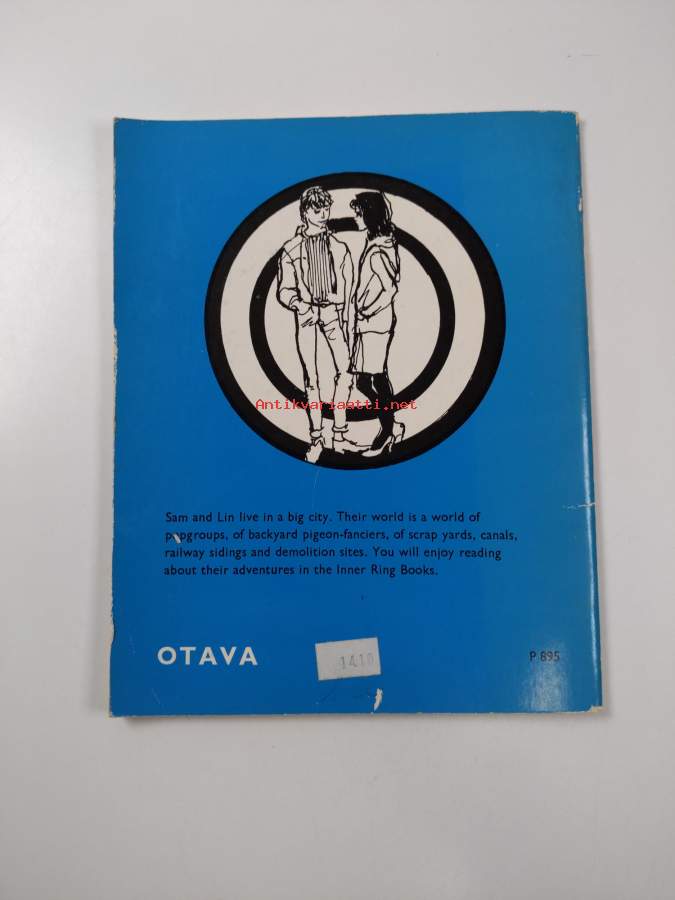 Antikvariaatti.net
Sam and Lin live in a big city. Their world is a world of
popgroups, of backyard pigeon-fanciers, of scrap yards, canals,
railway sidings and demolition sites. You will enjoy reading
about their adventures in the Inner Ring Books.
OTAVA
1410
P 895